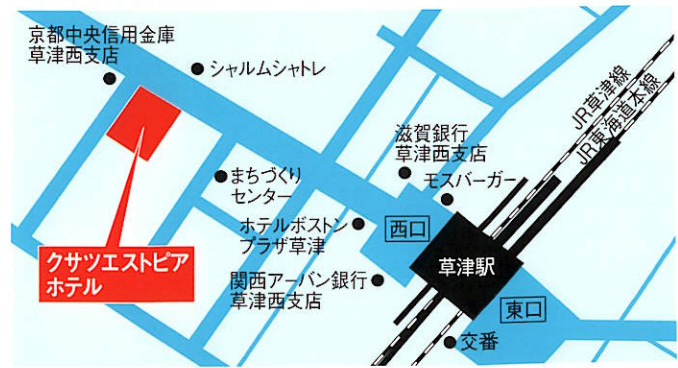 京都中央信用金庫
草津西支店
シャルムシャトレ
JR草津線
JR東海道本線
滋賀銀行
草津西支店
モスバーガー
まちづくり
センター
ホテルボストン
プラザ草津
西口
草津駅
クサツエストピア
ホテル
関西アーバン銀行
草津西支店
東口
交番